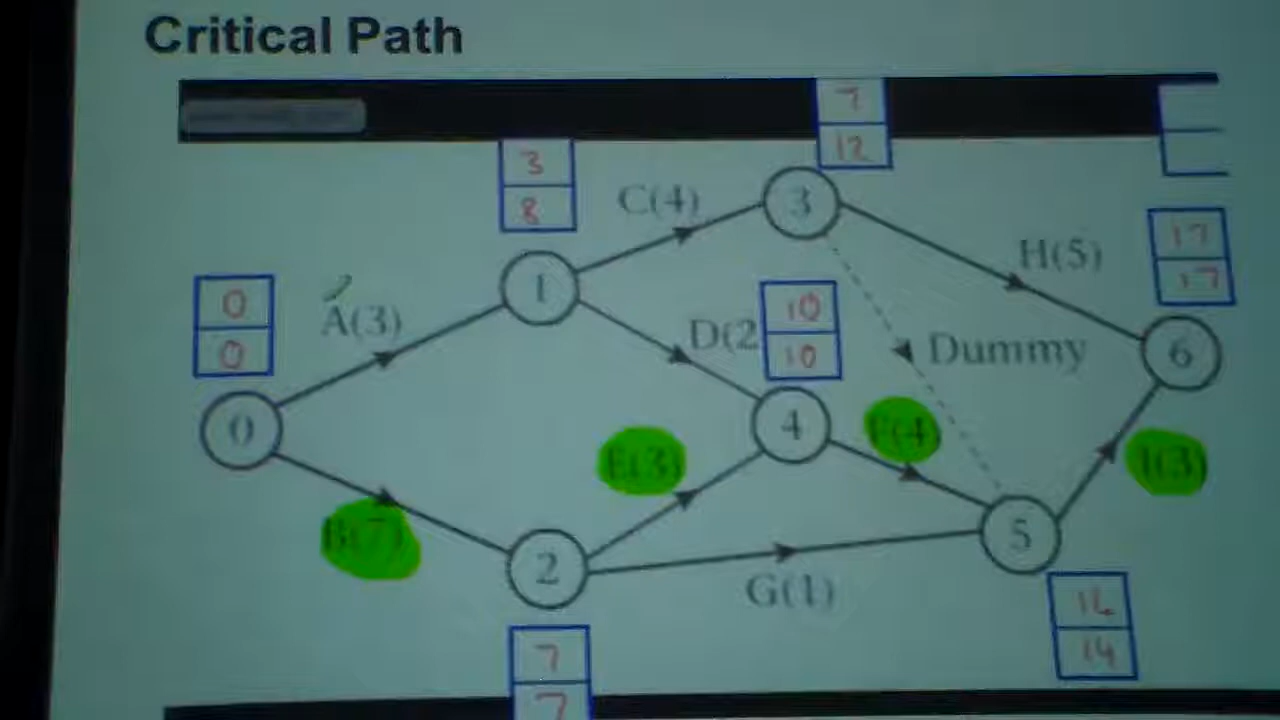 Critical Path
7
12
3
8
C(4)
3
H(5)
17
17
0
0
A(3)
1
D(2
10
10
Dummy
6
0
4
F(4)
E(3)
I(3)
B(7)
2
5
G(1)
14
7
7